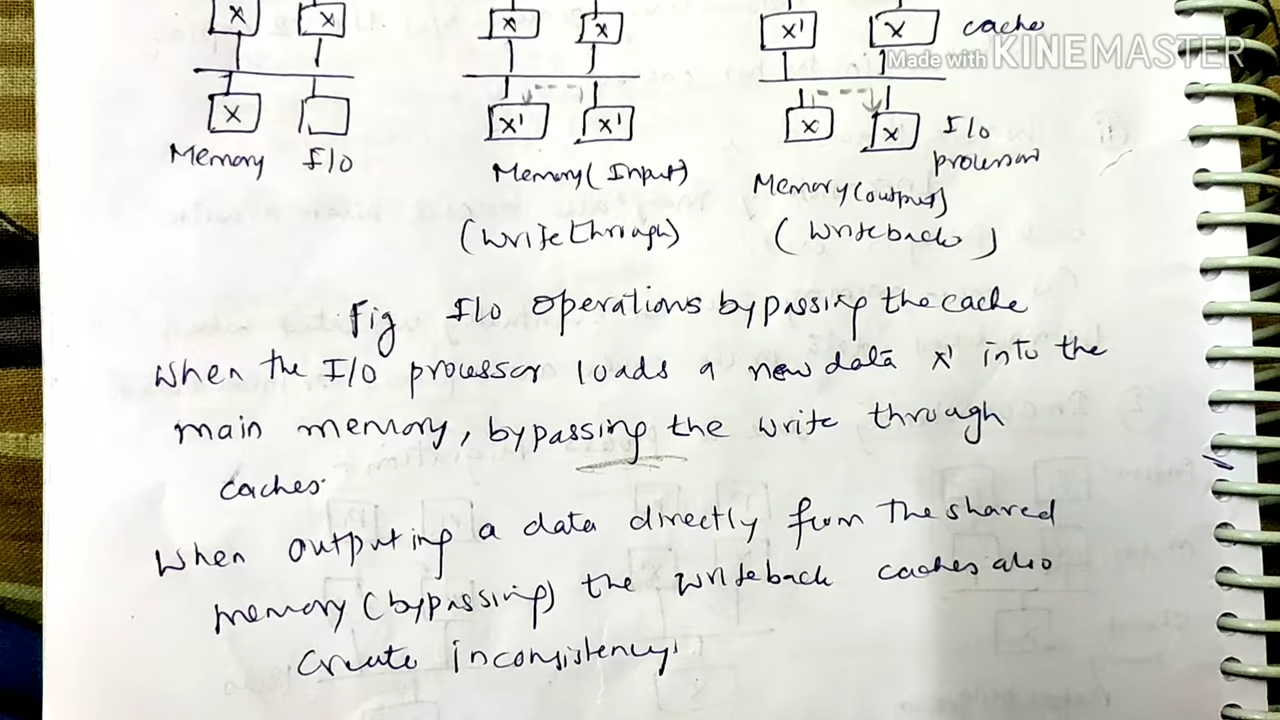 X X X X X' X cache
Made with KINEMASTER
X X' X' X X I/o
processor
Memory I/o Memory (Input) Memory (output)
(write through) (write back)
Fig I/o operations bypassing the cache
When the I/O processor loads a new data X' into the
main memory, bypassing the write through
caches.
When outputing a data directly from the shared
memory (bypassing) the writeback caches also
create inconsistency.